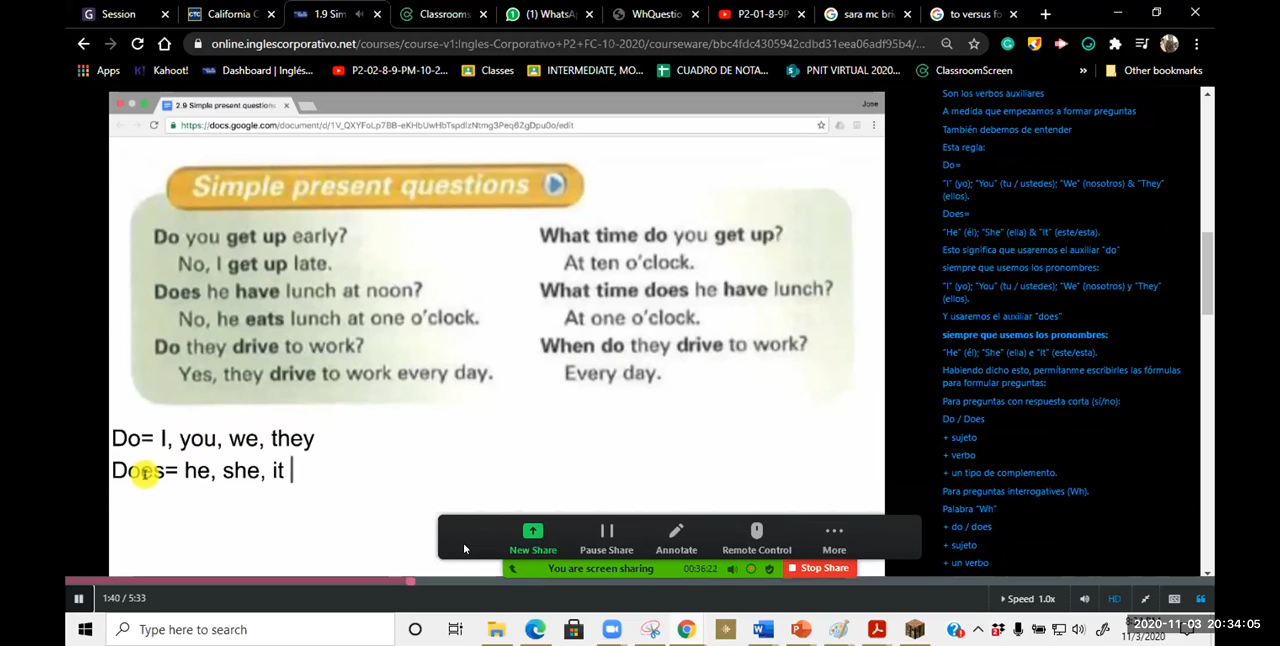 Session
California C
1.9 Sim
Classrooms
(1) WhatsA
WhQuestio
P2-01-8-9P
sara mc bri
to versus fo
online.inglescorporativo.net/courses/course-v1:Ingles-Corporativo+P2+FC-10-2020/courseware/bbc4fdc4305942cdbd31eea06adf95b4/...
Apps
Kahoot!
Dashboard | Inglés...
P2-02-8-9-PM-10-2...
Classes
INTERMEDIATE, MO...
CUADRO DE NOTA...
PNIT VIRTUAL 2020...
ClassroomScreen
»
Other bookmarks
2.9 Simple present questions
Jose
https://docs.google.com/document/d/1V_QXYFoLp7BB-eKHbUwHbTspdlzNtmg3Peq6ZgDpu0o/edit
Simple present questions
Do you get up early?
No, I get up late.
Does he have lunch at noon?
No, he eats lunch at one o'clock.
Do they drive to work?
Yes, they drive to work every day.
What time do you get up?
At ten o'clock.
What time does he have lunch?
At one o'clock.
When do they drive to work?
Every day.
Do= I, you, we, they
Does= he, she, it
Son los verbos auxiliares
A medida que empezamos a formar preguntas
También debemos de entender
Esta regla:
Do=
"I" (yo); "You" (tu / ustedes); "We" (nosotros) & "They"
(ellos).
Does=
"He" (él); "She" (ella) & "It" (este/esta).
Esto significa que usaremos el auxiliar "do"
siempre que usemos los pronombres:
"I" (yo); "You" (tu / ustedes); "We" (nosotros) y "They"
(ellos).
Y usaremos el auxiliar "does"
siempre que usemos los pronombres:
"He" (él); "She" (ella) e "It" (este/esta).
Habiendo dicho esto, permítanme escribirles las fórmulas
para formular preguntas:
Para preguntas con respuesta corta (sí/no):
Do / Does
+ sujeto
+ verbo
+ un tipo de complemento.
Para preguntas interrogativas (Wh).
Palabra "Wh"
+ do / does
+ sujeto
+ un verbo
New Share
Pause Share
Annotate
Remote Control
More
You are screen sharing
00:36:22
Stop Share
1:40 / 5:33
Speed 1.0x
HD
Type here to search
2020-11-03 20:34:05
11/3/2020